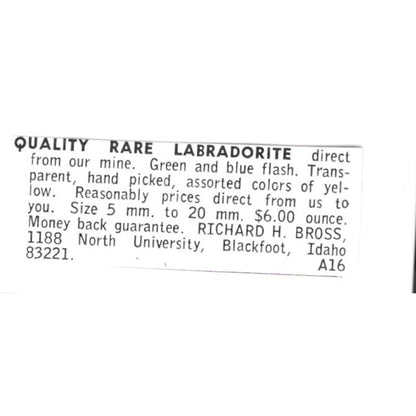 QUALITY RARE LABRADORITE direct
from our mine. Green and blue flash. Trans-
parent, hand picked, assorted colors of yel-
low. Reasonably prices direct from us to
you. Size 5 mm. to 20 mm. $6.00 ounce.
Money back guarantee. RICHARD H. BROSS,
1188 North University, Blackfoot, Idaho
83221. A16